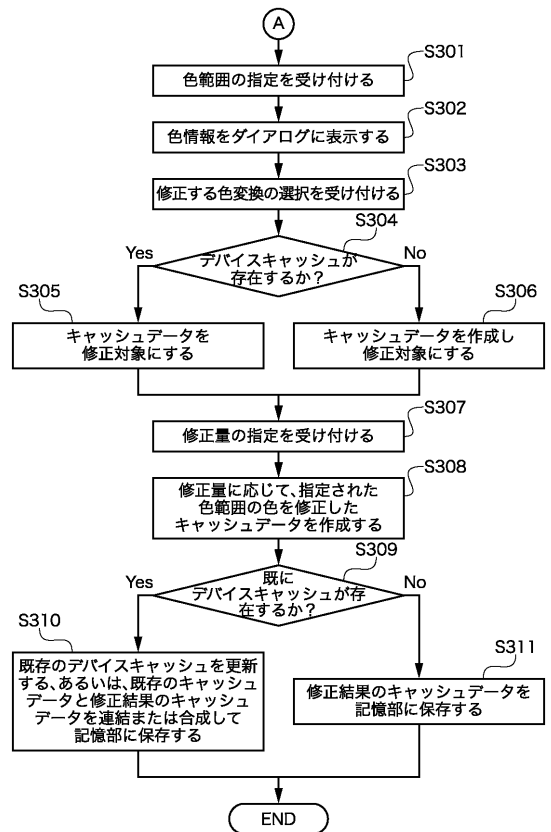 A
S301
色範囲の指定を受け付ける
S302
色情報をダイアログに表示する
S303
修正する色変換の選択を受け付ける
S304
Yes
デバイスキャッシュが
存在するか？
No
S305
キャッシュデータを
修正対象にする
S306
キャッシュデータを作成し
修正対象にする
S307
修正量の指定を受け付ける
S308
修正量に応じて、指定された
色範囲の色を修正した
キャッシュデータを作成する
S309
Yes
既に
デバイスキャッシュが存
在するか？
No
S310
既存のデバイスキャッシュを更新
する、あるいは、既存のキャッシュ
データと修正結果のキャッシュ
データを連結または合成して
記憶部に保存する
S311
修正結果のキャッシュデータを
記憶部に保存する
END